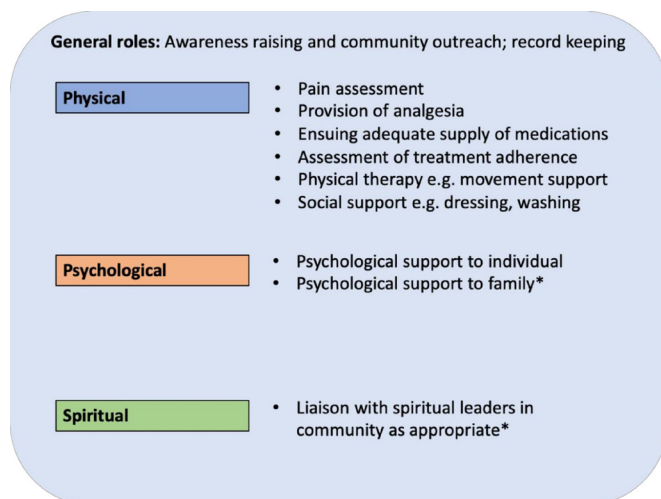 General roles: Awareness raising and community outreach; record keeping
Physical
• Pain assessment
• Provision of analgesia
• Ensuing adequate supply of medications
• Assessment of treatment adherence
• Physical therapy e.g. movement support
• Social support e.g. dressing, washing
Psychological
• Psychological support to individual
• Psychological support to family*
Spiritual
• Liaison with spiritual leaders in
community as appropriate*